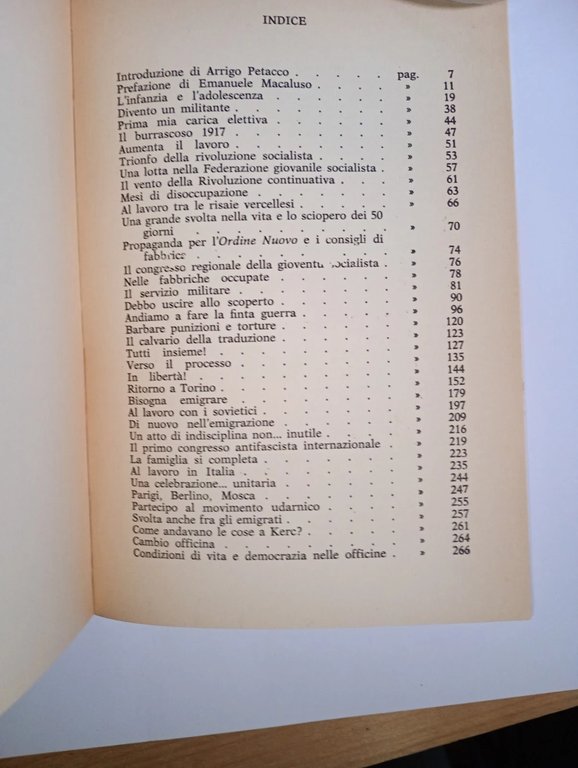 INDICE
Introduzione di Arrigo Petacco . . . . . pag. 7
Prefazione di Emanuele Macaluso . . . . » 11
L'infanzia e l'adolescenza . . . . . . » 19
Divento un militante . . . . . . . » 38
Prima mia carica elettiva . . . . . . » 44
Il burrascoso 1917 . . . . . . . » 47
Aumenta il lavoro . . . . . . . » 51
Trionfo della rivoluzione socialista . . . . » 53
Una lotta nella Federazione giovanile socialista . » 57
Il vento della Rivoluzione continuativa . . . » 61
Mesi di disoccupazione . . . . . . » 63
Al lavoro tra le risaie vercellesi . . . . . » 66
Una grande svolta nella vita e lo sciopero dei 50
giorni . . . . . . . . . » 70
Propaganda per l'Ordine Nuovo e i consigli di
fabbrica . . . . . . . . » 74
Il congresso regionale della gioventù socialista . » 76
Nelle fabbriche occupate . . . . . . » 78
Il servizio militare . . . . . . . » 81
Debbo uscire allo scoperto . . . . . » 90
Andiamo a fare la finta guerra . . . . . » 96
Barbare punizioni e torture . . . . . » 120
Il calvario della traduzione . . . . . » 123
Tutti insieme! . . . . . . . . » 127
Verso il processo . . . . . . . » 135
In libertà! . . . . . . . . . » 144
Ritorno a Torino . . . . . . . . » 152
Bisogna emigrare . . . . . . . » 179
Al lavoro con i sovietici . . . . . . » 197
Di nuovo nell'emigrazione . . . . . . » 209
Un atto di indisciplina non... inutile . . . . » 216
Il primo congresso antifascista internazionale . » 219
La famiglia si completa . . . . . . » 223
Al lavoro in Italia . . . . . . . » 235
Una celebrazione... unitaria . . . . . » 244
Parigi, Berlino, Mosca . . . . . . » 247
Partecipo al movimento udarnico . . . . » 255
Svolta anche fra gli emigrati . . . . . » 257
Come andavano le cose a Kerc? . . . . . » 261
Cambio officina . . . . . . . . » 264
Condizioni di vita e democrazia nelle officine . » 266